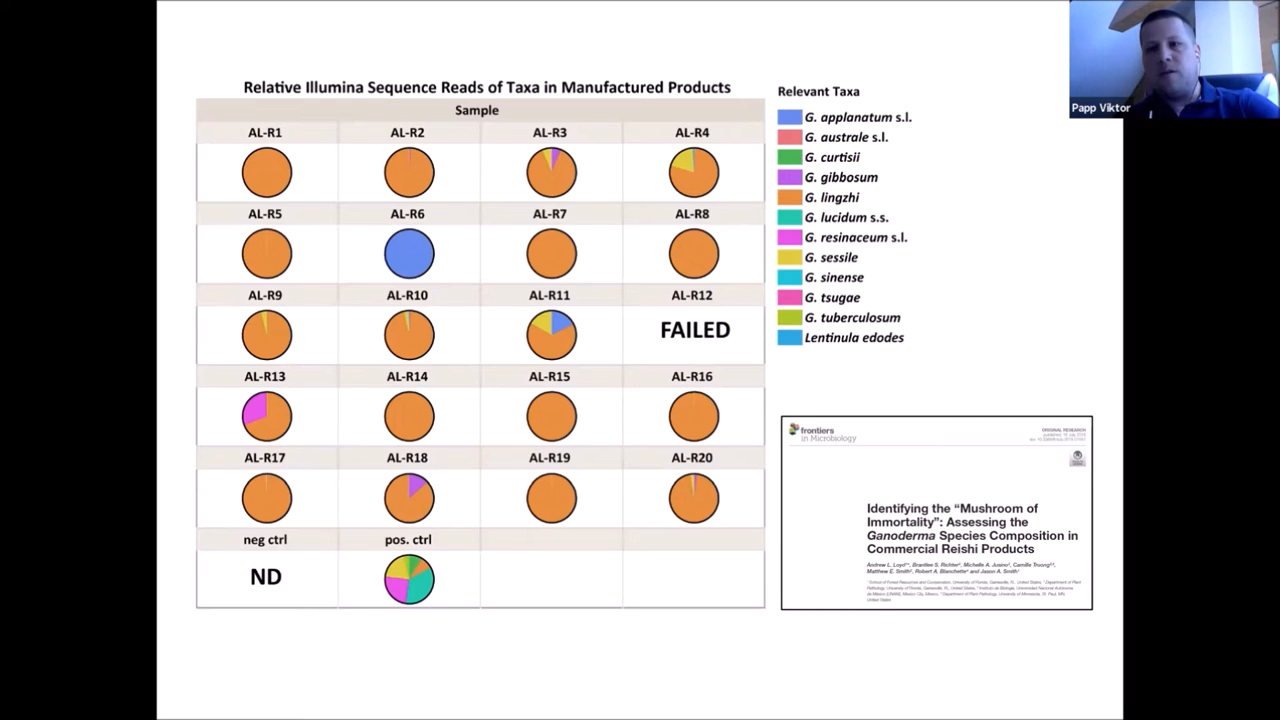 Relative Illumina Sequence Reads of Taxa in Manufactured Products
Sample
AL-R1 AL-R2 AL-R3 AL-R4
AL-R5 AL-R6 AL-R7 AL-R8
AL-R9 AL-R10 AL-R11 AL-R12
FAILED
AL-R13 AL-R14 AL-R15 AL-R16
AL-R17 AL-R18 AL-R19 AL-R20
neg ctrl pos. ctrl
ND
Relevant Taxa
G. applanatum s.l.
G. australe s.l.
G. curtisii
G. gibbosum
G. lingzhi
G. lucidum s.s.
G. resinaceum s.l.
G. sessile
G. sinense
G. tsugae
G. tuberculosum
Lentinula edodes
Papp Viktor
frontiers
in Microbiology
ORIGINAL RESEARCH
Identifying the “Mushroom of
Immortality”: Assessing the
Ganoderma Species Composition in
Commercial Reishi Products